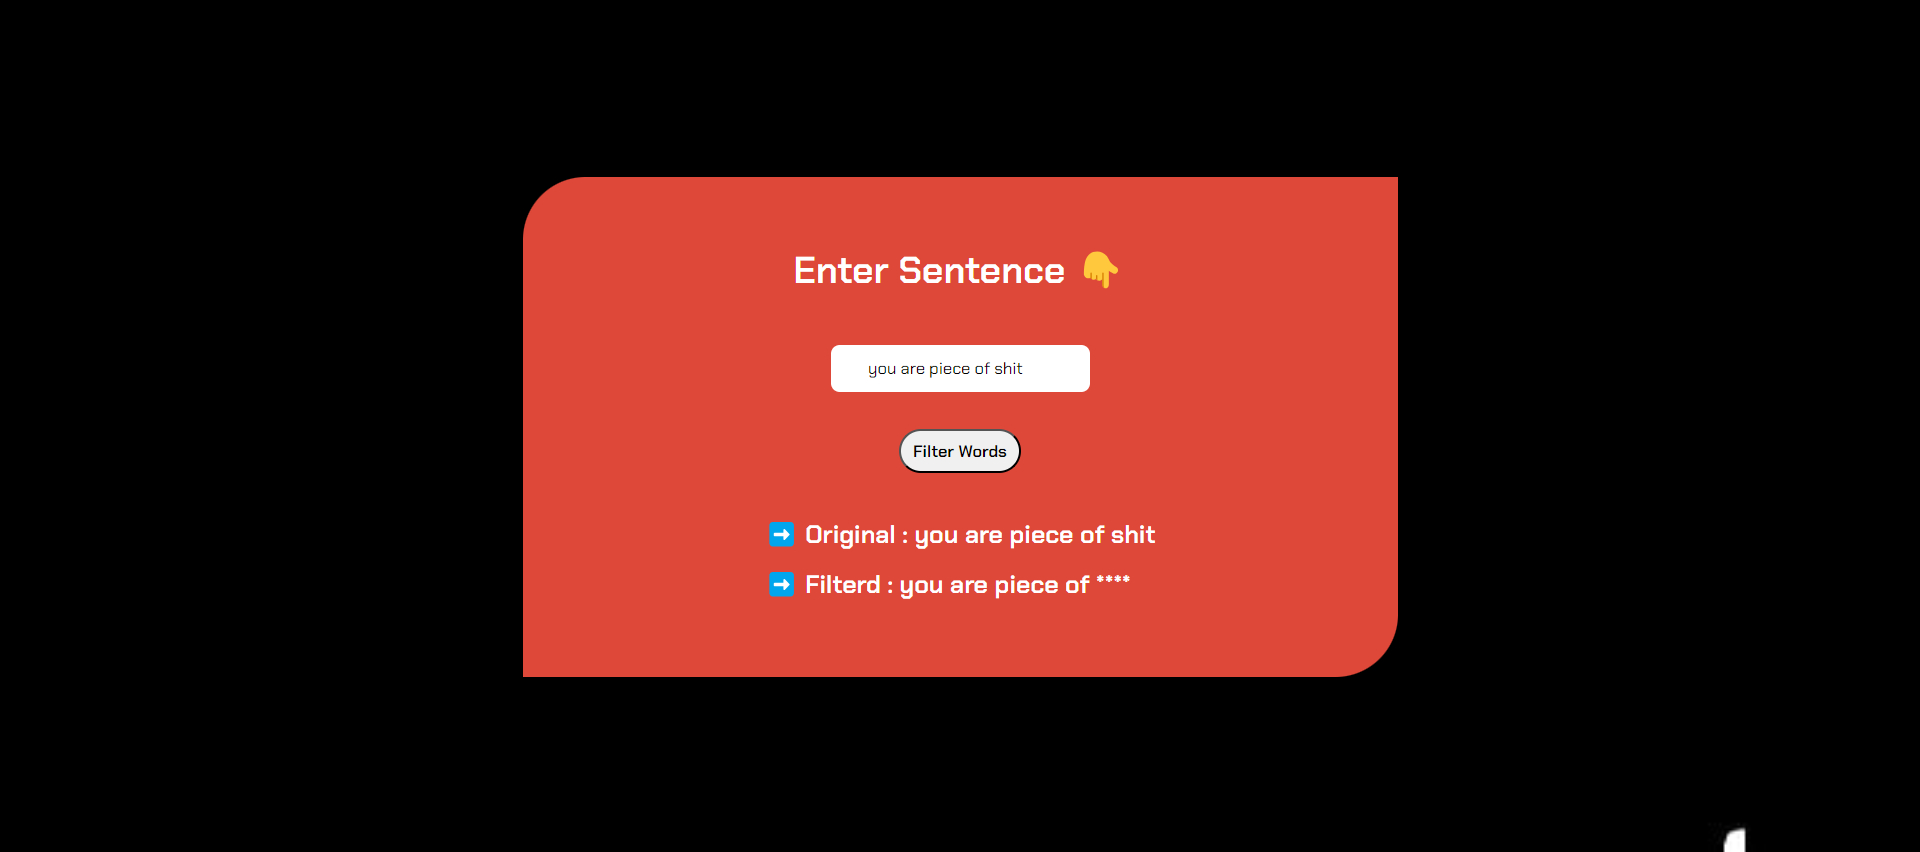 Enter Sentence 👇
you are piece of shit
Filter Words
➡️ Original : you are piece of shit
➡️ Filterd : you are piece of ****